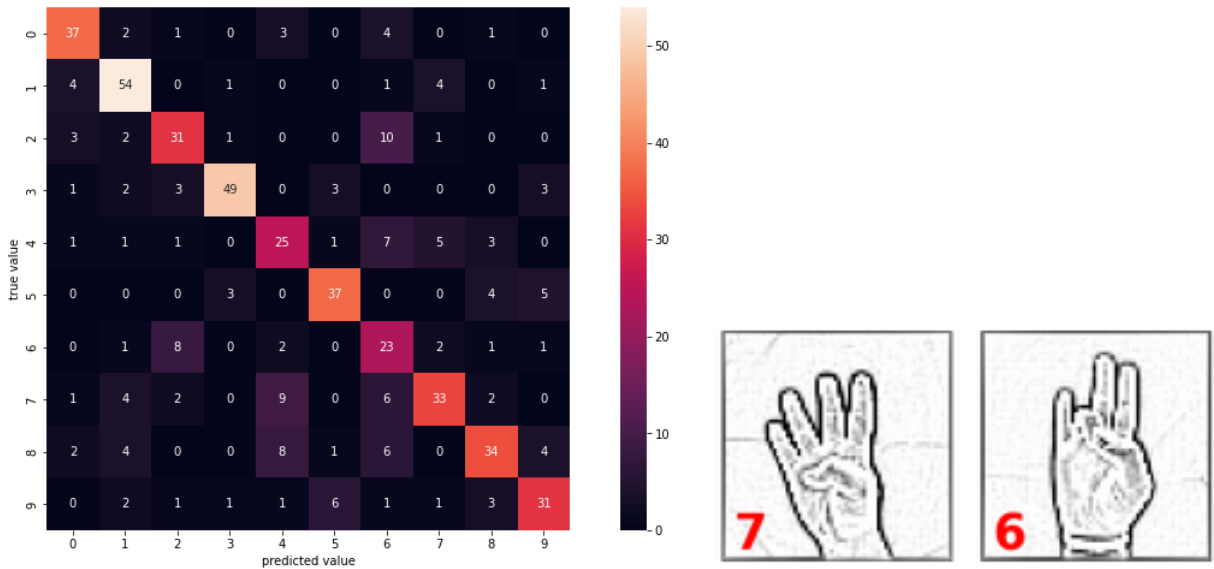 0 37 2 1 0 3 0 4 0 1 0
1 4 54 0 1 0 0 1 4 0 1
2 3 2 31 1 0 0 10 1 0 0
3 1 2 3 49 0 3 0 0 0 3
4 1 1 1 0 25 1 7 5 3 0
5 0 0 0 3 0 37 0 0 4 5
6 0 1 8 0 2 0 23 2 1 1
7 1 4 2 0 9 0 6 33 2 0
8 2 4 0 0 8 1 6 0 34 4
9 0 2 1 1 1 6 1 1 3 31
0 1 2 3 4 5 6 7 8 9
predicted value
true value
50
40
30
20
10
0
7
6